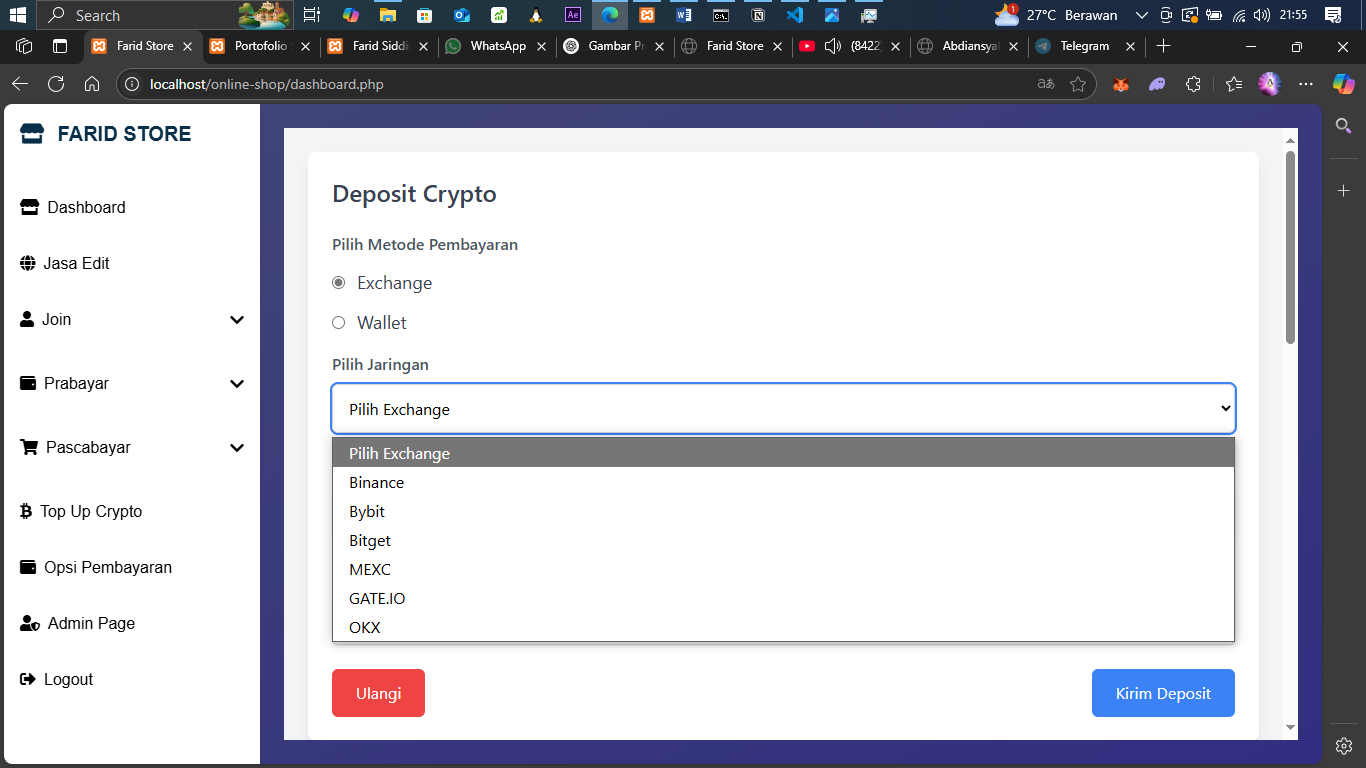 Search
27°C Berawan
21:55
Farid Store
Portofolio
Farid Siddi
WhatsApp
Gambar Pr
Farid Store
(8422)
Abdiansya
Telegram
localhost/online-shop/dashboard.php
FARID STORE
Dashboard
Jasa Edit
Join
Prabayar
Pascabayar
Top Up Crypto
Opsi Pembayaran
Admin Page
Logout
Deposit Crypto
Pilih Metode Pembayaran
Exchange
Wallet
Pilih Jaringan
Pilih Exchange
Pilih Exchange
Binance
Bybit
Bitget
MEXC
GATE.IO
OKX
Ulangi
Kirim Deposit